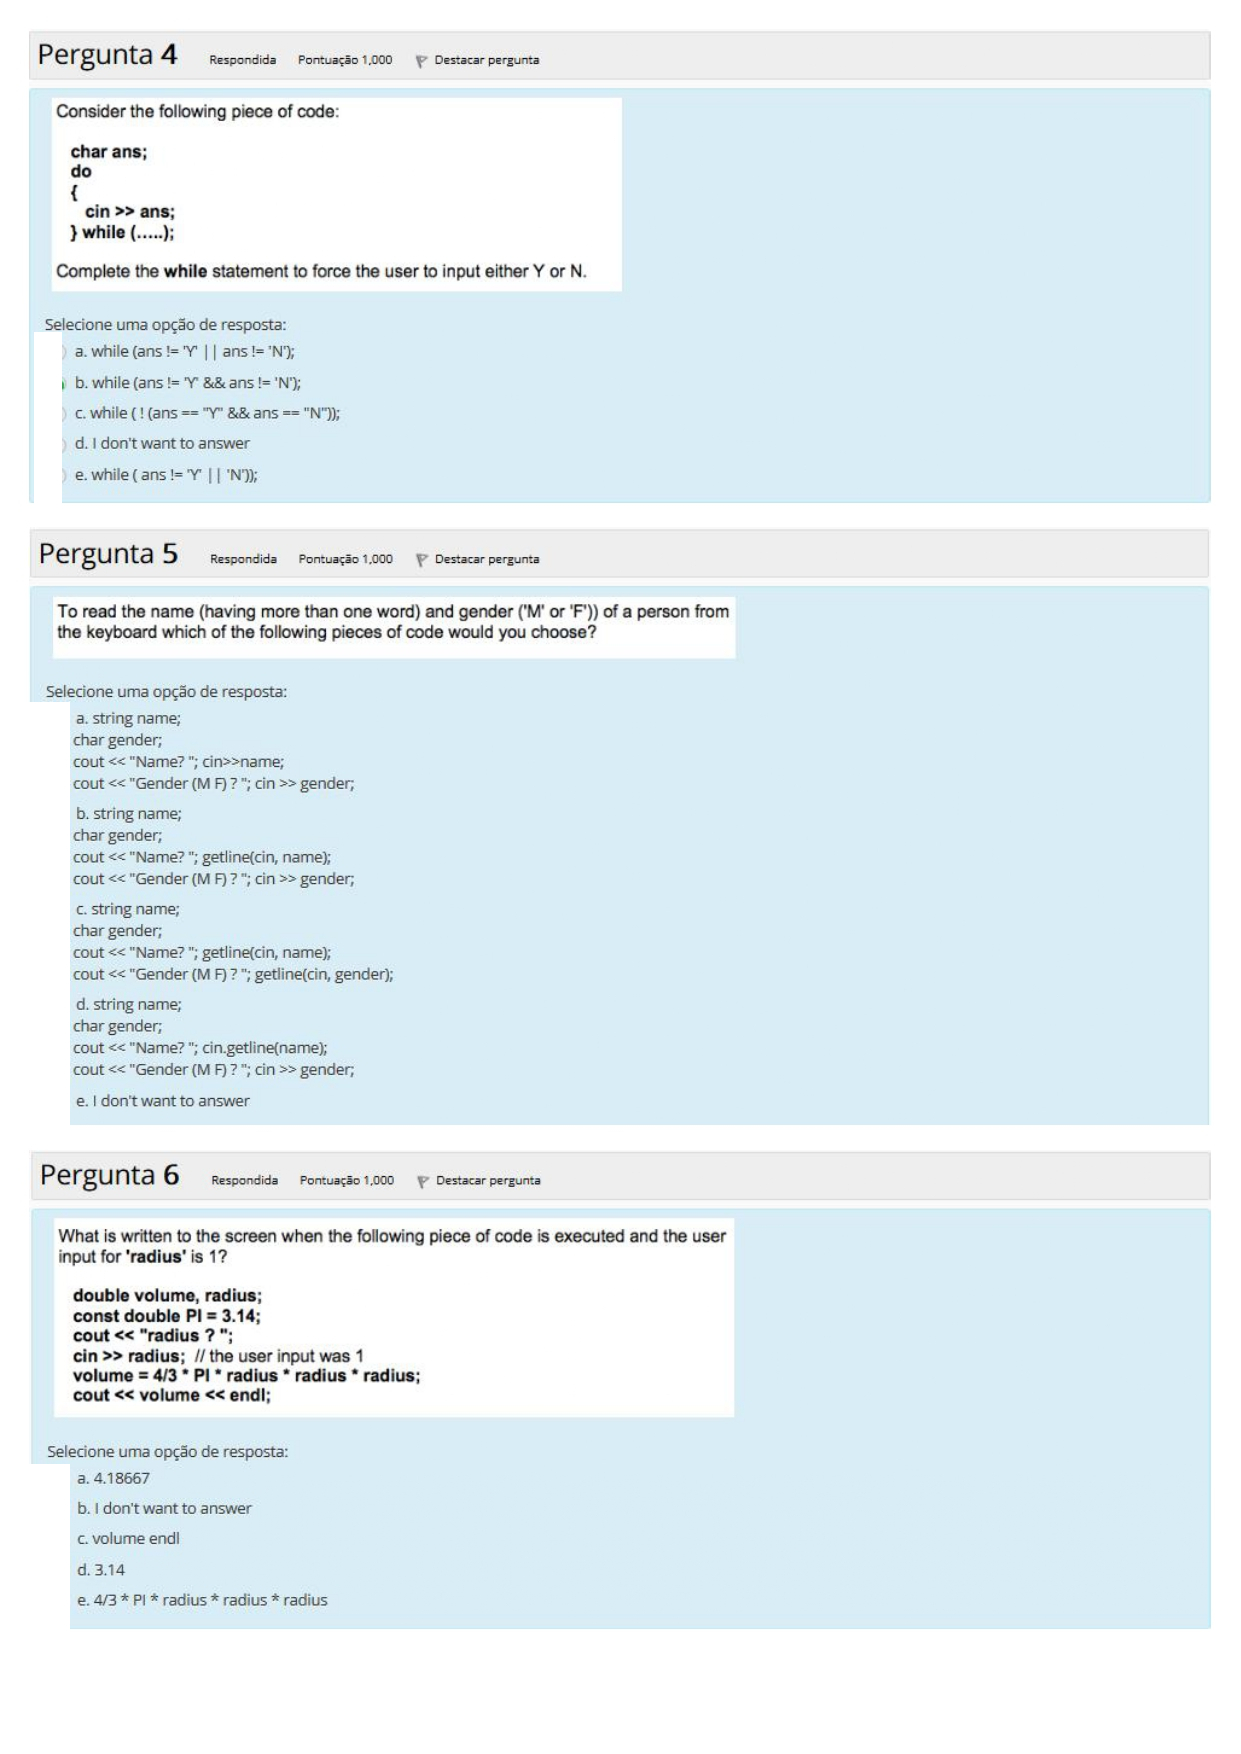 Pergunta 4 Respondida Pontuação 1,000 Destacar pergunta
Consider the following piece of code:
char ans;
do
{
cin >> ans;
} while (.....);
Complete the while statement to force the user to input either Y or N.
Selecione uma opção de resposta:
a. while (ans != 'Y' || ans != 'N');
b. while (ans != 'Y' && ans != 'N');
c. while ( ! (ans == "Y" && ans == "N"));
d. I don't want to answer
e. while ( ans != 'Y' || 'N'));
Pergunta 5 Respondida Pontuação 1,000 Destacar pergunta
To read the name (having more than one word) and gender ('M' or 'F')) of a person from
the keyboard which of the following pieces of code would you choose?
Selecione uma opção de resposta:
a. string name;
char gender;
cout << "Name? "; cin>>name;
cout << "Gender (M F) ? "; cin >> gender;
b. string name;
char gender;
cout << "Name? "; getline(cin, name);
cout << "Gender (M F) ? "; cin >> gender;
c. string name;
char gender;
cout << "Name? "; getline(cin, name);
cout << "Gender (M F) ? "; getline(cin, gender);
d. string name;
char gender;
cout << "Name? "; cin.getline(name);
cout << "Gender (M F) ? "; cin >> gender;
e. I don't want to answer
Pergunta 6 Respondida Pontuação 1,000 Destacar pergunta
What is written to the screen when the following piece of code is executed and the user
input for 'radius' is 1?
double volume, radius;
const double PI = 3.14;
cout << "radius ? ";
cin >> radius; // the user input was 1
volume = 4/3 * PI * radius * radius * radius;
cout << volume << endl;
Selecione uma opção de resposta:
a. 4.18667
b. I don't want to answer
c. volume endl
d. 3.14
e. 4/3 * PI * radius * radius * radius